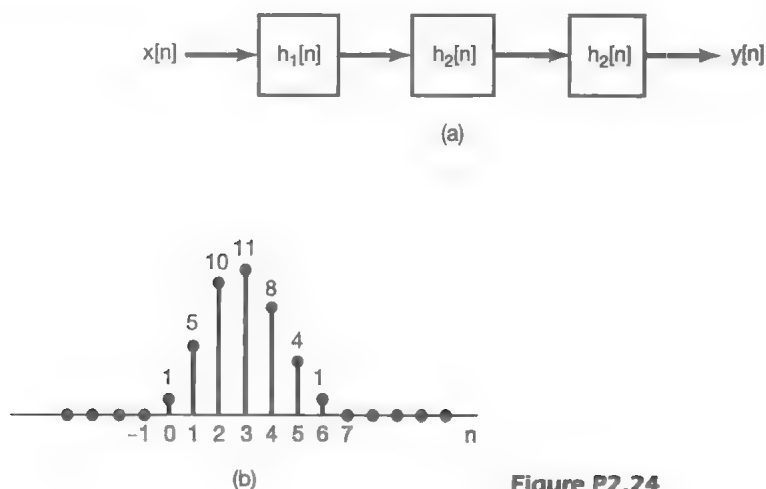 x[n] h₁[n] h₂[n] h₂[n] y[n]
(a)
11
10
8
5
4
1 1
-1 0 1 2 3 4 5 6 7 n
(b)
Figure P2.24